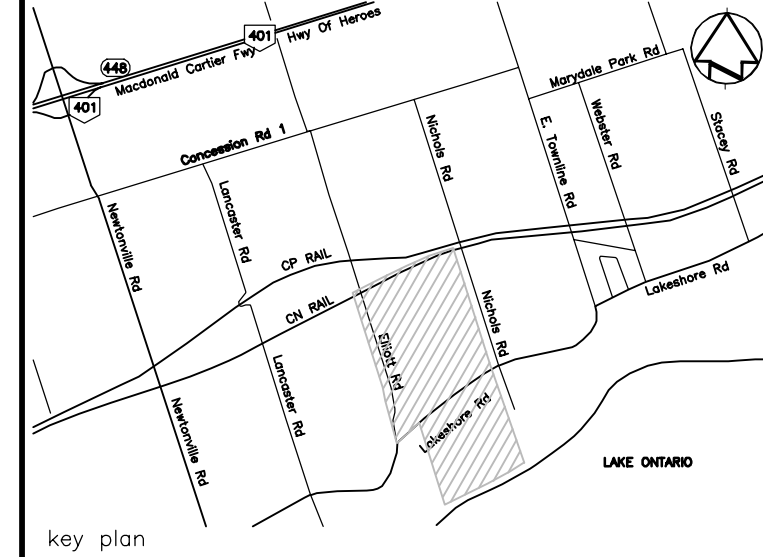 401
Hwy Of Heroes
448
Macdonald Cartier Fwy
401
Marydale Park Rd
Concession Rd 1
Nichols Rd
E. Townline Rd
Webster Rd
Stacey Rd
Lancaster Rd
Newtonville Rd
CP RAIL
CN RAIL
Lakeshore Rd
Nichols Rd
Elliott Rd
Lancaster Rd
Newtonville Rd
Lakeshore Rd
LAKE ONTARIO
key plan